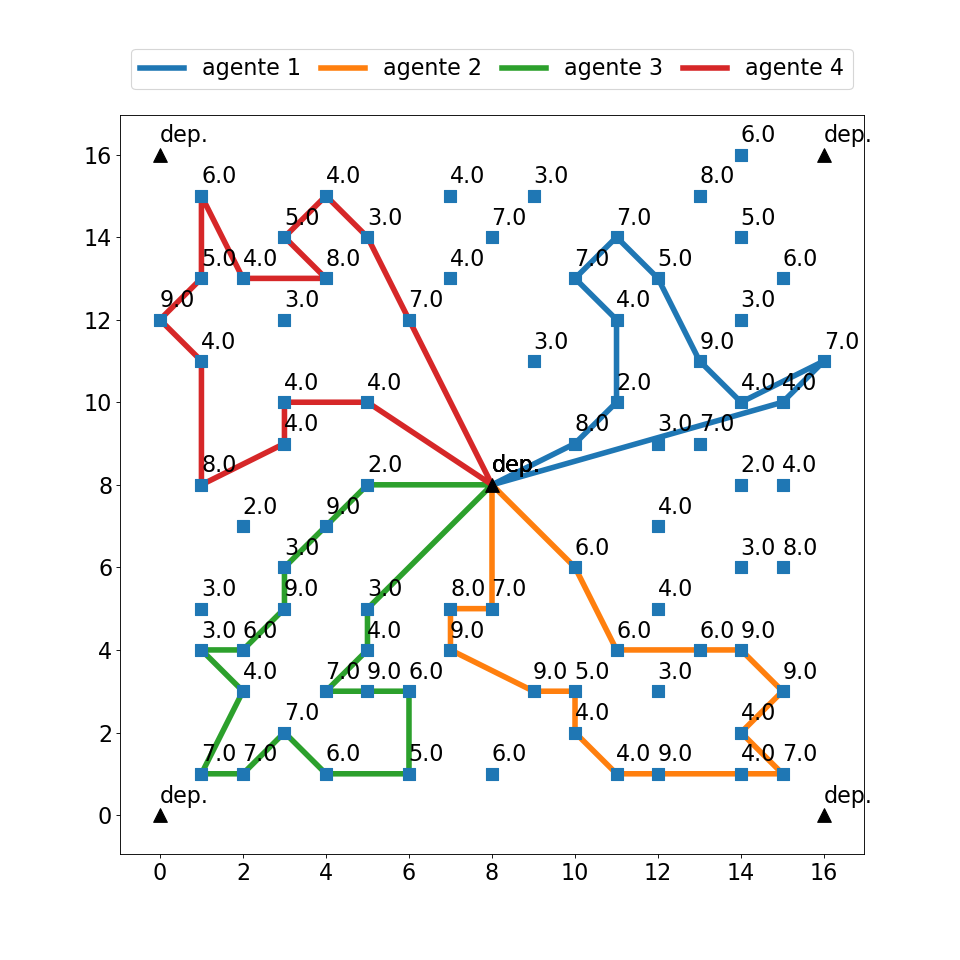 agente 1 agente 2 agente 3 agente 4
dep. 6.0 dep.
16
6.0 4.0 4.0 3.0 8.0
5.0 3.0 7.0 7.0 5.0
14
5.0 4.0 8.0 4.0 7.0 5.0 6.0
9.0 3.0 7.0 4.0 3.0
12
4.0 3.0 9.0 7.0
4.0 4.0 2.0 4.0 4.0
10
4.0 8.0 3.0 7.0
8.0 2.0 dep. 2.0 4.0
8
2.0 9.0 4.0
3.0 6.0 3.0 8.0
6
3.0 9.0 3.0 8.0 7.0 4.0
3.0 6.0 4.0 9.0 6.0 6.0 9.0
4
4.0 7.0 9.0 6.0 9.0 5.0 3.0 9.0
7.0 4.0 4.0
2
7.0 7.0 6.0 5.0 6.0 4.0 9.0 4.0 7.0
dep. dep.
0
0 2 4 6 8 10 12 14 16